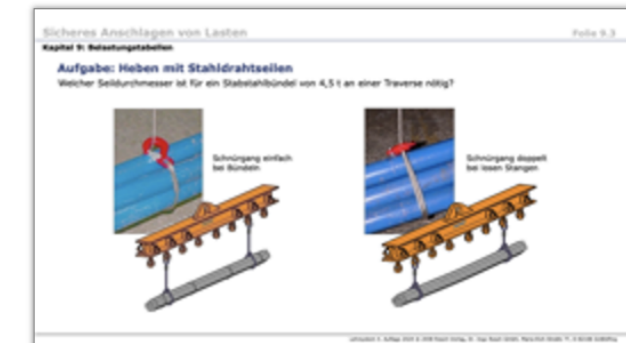 Sicheres Anschlagen von Lasten
Folie 9.3
Kapitel 9: Belastungstabellen
Aufgabe: Heben mit Stahldrahtseilen
Welcher Seildurchmesser ist für ein Stabstahlbündel von 4,5 t an einer Traverse nötig?
Schnürgang einfach
bei Bündeln
Schnürgang doppelt
bei losen Stangen